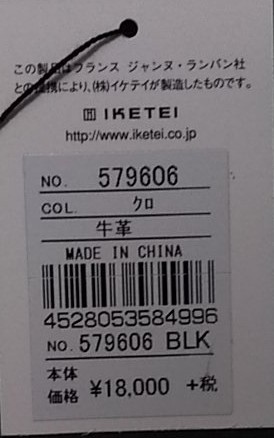 この製品はフランス ジャンヌ・ランバン社
との提携により、(株)イケテイが製造したものです。
IKETEI
http://www.iketei.co.jp
NO. 579606
COL. クロ
牛革
MADE IN CHINA
4528053584996
NO. 579606 BLK
本体
価格 ¥18,000 +税